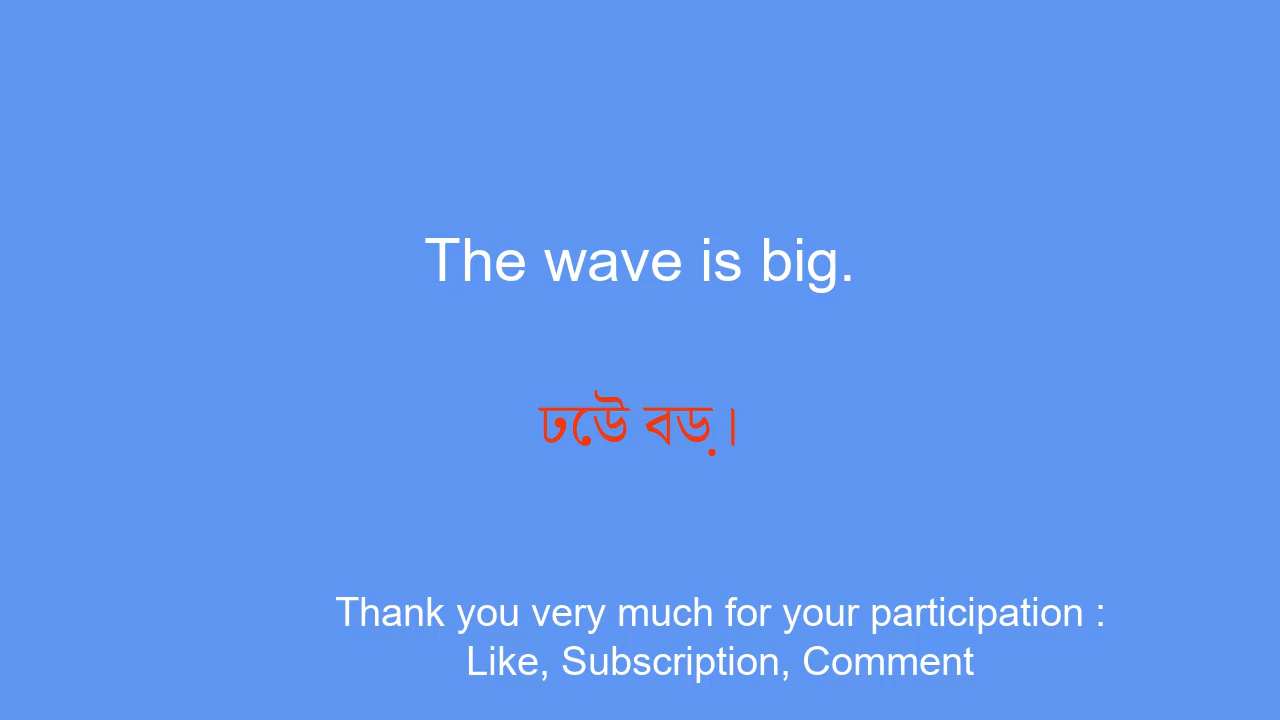 The wave is big.
ঢেউ বড়।
Thank you very much for your participation :
Like, Subscription, Comment